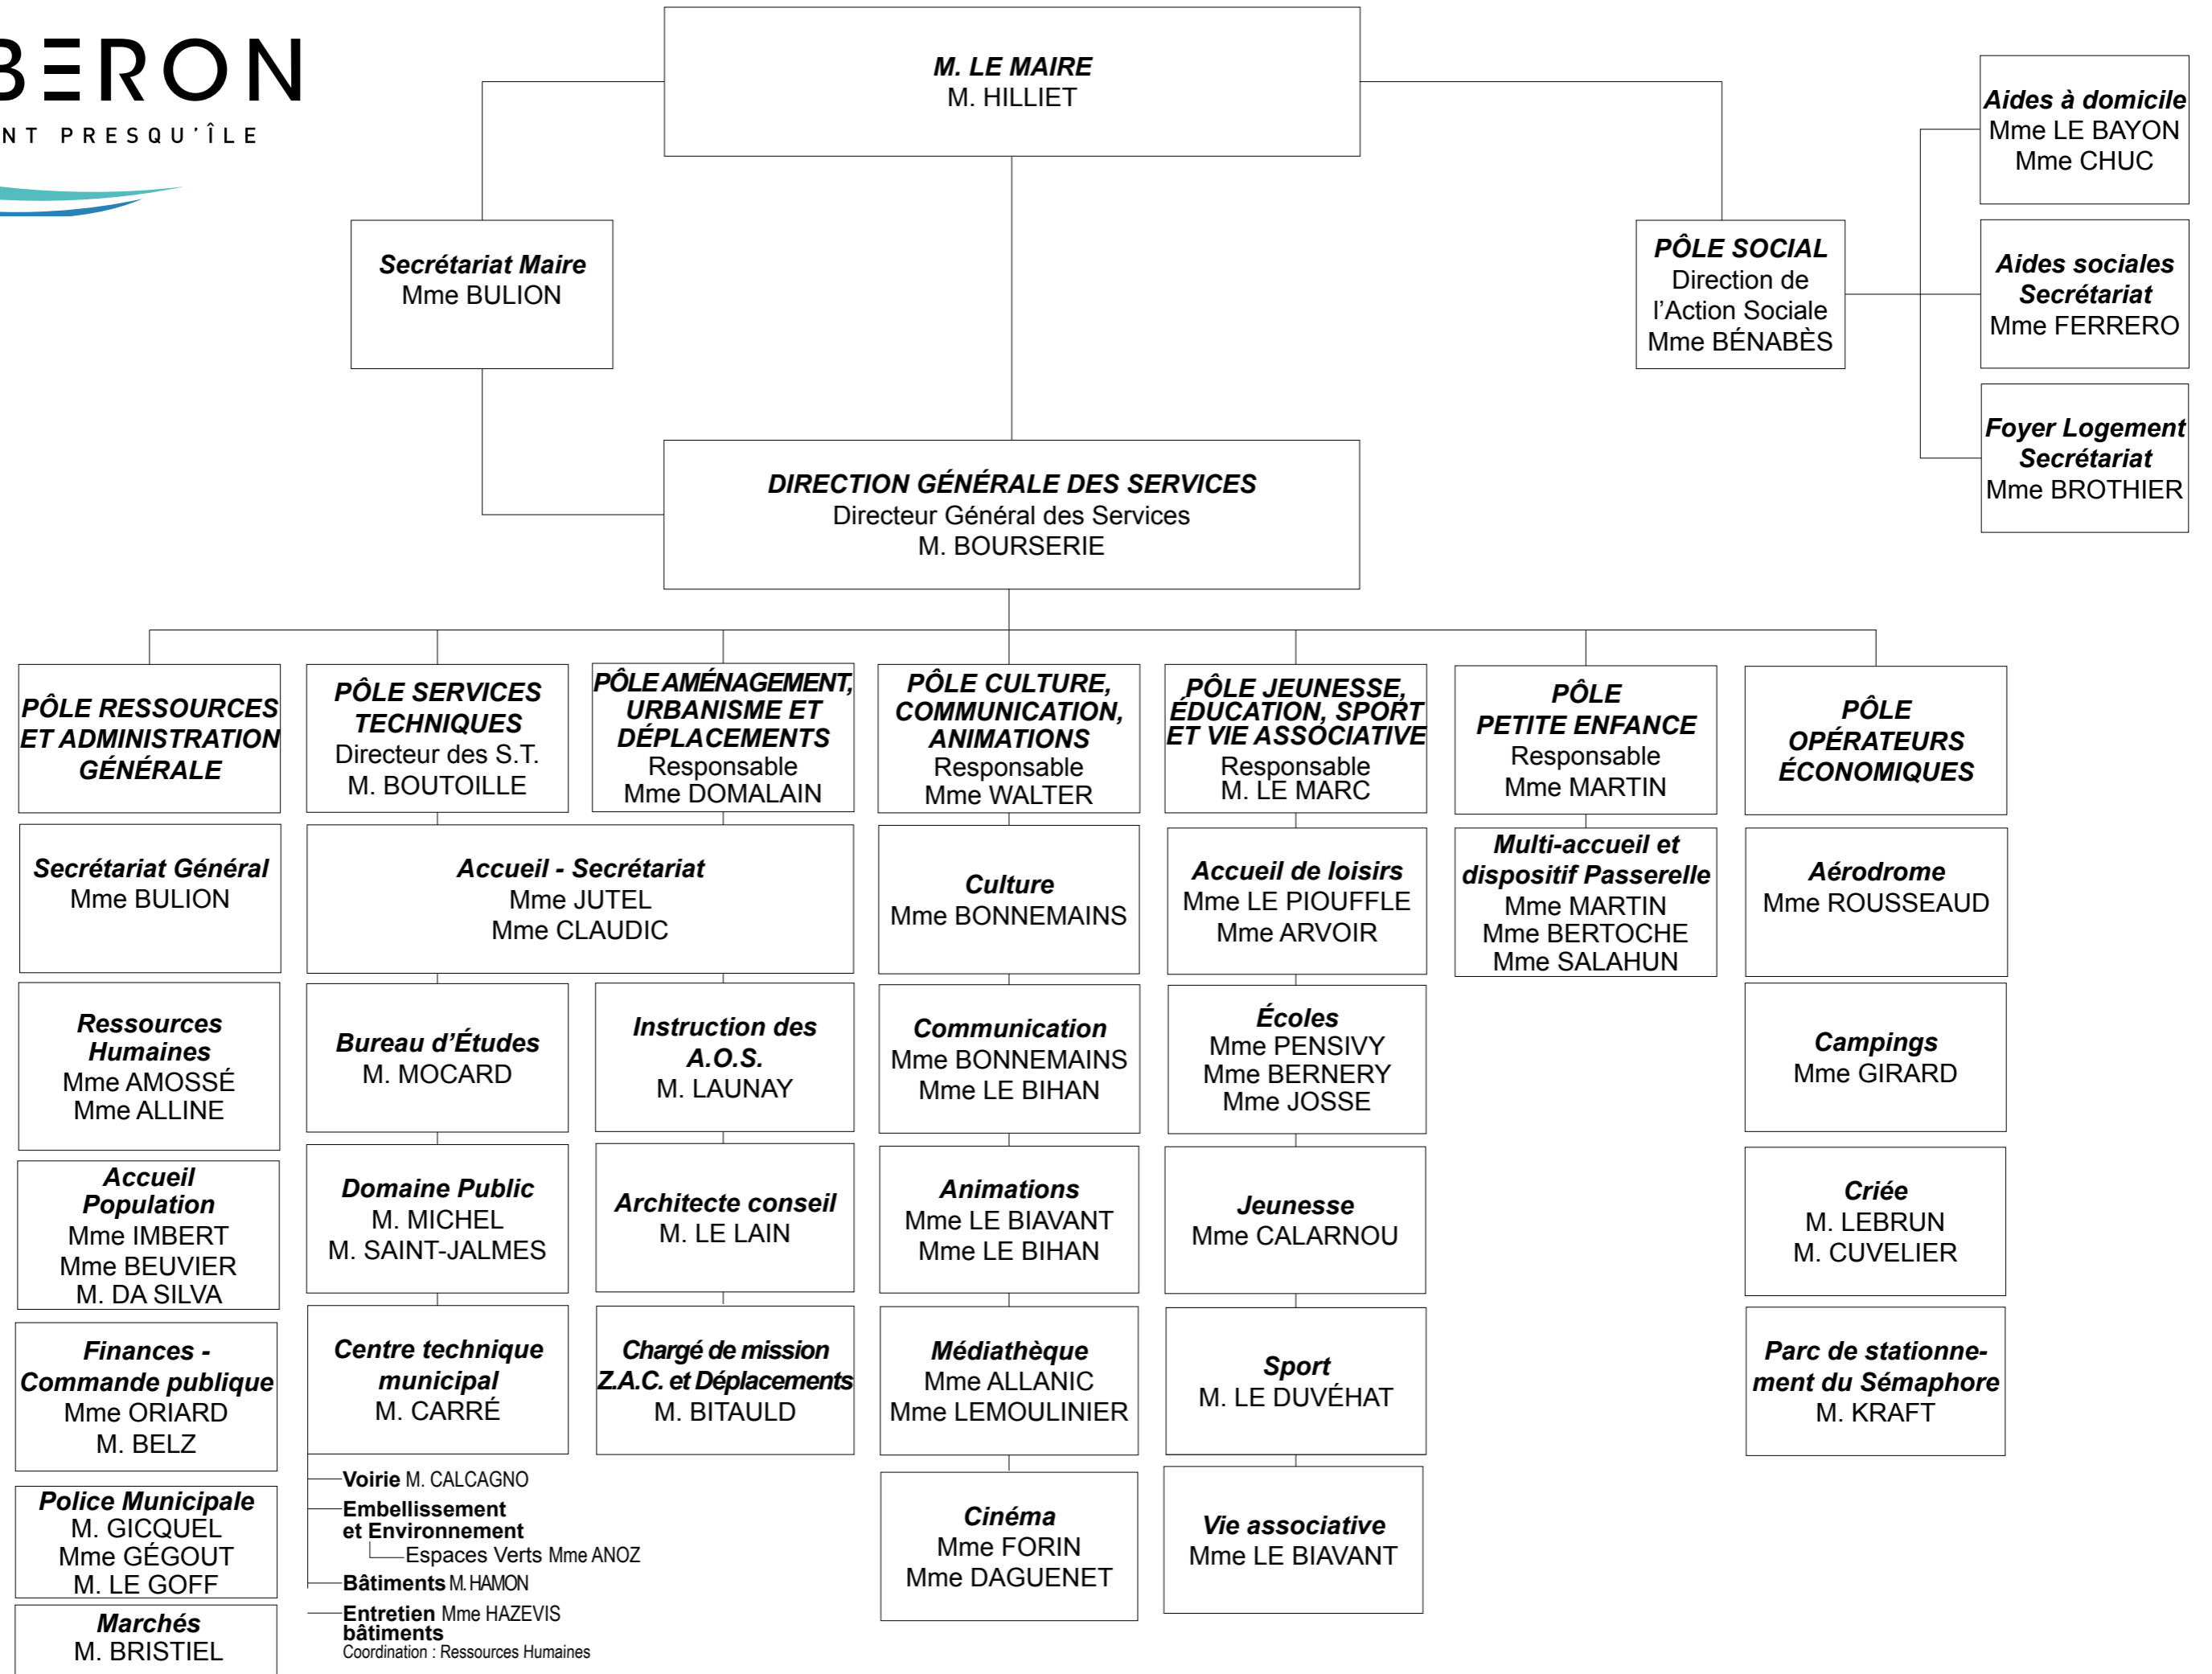 BERON
NT PRESQU'ÎLE
M. LE MAIRE
M. HILLIET
Secrétariat Maire
Mme BULION
PÔLE SOCIAL
Direction de
l'Action Sociale
Mme BÉNABÈS
Aides à domicile
Mme LE BAYON
Mme CHUC
Aides sociales
Secrétariat
Mme FERRERO
Foyer Logement
Secrétariat
Mme BROTHIER
DIRECTION GÉNÉRALE DES SERVICES
Directeur Général des Services
M. BOURSERIE
PÔLE RESSOURCES
ET ADMINISTRATION
GÉNÉRALE
Secrétariat Général
Mme BULION
Ressources
Humaines
Mme AMOSSÉ
Mme ALLINE
Accueil
Population
Mme IMBERT
Mme BEUVIER
M. DA SILVA
Finances -
Commande publique
Mme ORIARD
M. BELZ
Police Municipale
M. GICQUEL
Mme GÉGOUT
M. LE GOFF
Marchés
M. BRISTIEL
PÔLE SERVICES
TECHNIQUES
Directeur des S.T.
M. BOUTOILLE
PÔLE AMÉNAGEMENT,
URBANISME ET
DÉPLACEMENTS
Responsable
Mme DOMALAIN
Accueil - Secrétariat
Mme JUTEL
Mme CLAUDIC
Bureau d'Études
M. MOCARD
Domaine Public
M. MICHEL
M. SAINT-JALMES
Centre technique
municipal
M. CARRÉ
Voirie M. CALCAGNO
Embellissement
et Environnement
Espaces Verts Mme ANOZ
Bâtiments M. HAMON
Entretien Mme HAZEVIS
bâtiments
Coordination : Ressources Humaines
Instruction des
A.O.S.
M. LAUNAY
Architecte conseil
M. LE LAIN
Chargé de mission
Z.A.C. et Déplacements
M. BITAULD
PÔLE CULTURE,
COMMUNICATION,
ANIMATIONS
Responsable
Mme WALTER
Culture
Mme BONNEMAINS
Communication
Mme BONNEMAINS
Mme LE BIHAN
Animations
Mme LE BIAVANT
Mme LE BIHAN
Médiathèque
Mme ALLANIC
Mme LEMOULINIER
Cinéma
Mme FORIN
Mme DAGUENET
PÔLE JEUNESSE,
ÉDUCATION, SPORT
ET VIE ASSOCIATIVE
Responsable
M. LE MARC
Accueil de loisirs
Mme LE PIOUFFLE
Mme ARVOIR
Écoles
Mme PENSIVY
Mme BERNERY
Mme JOSSE
Jeunesse
Mme CALARNOU
Sport
M. LE DUVÉHAT
Vie associative
Mme LE BIAVANT
PÔLE
PETITE ENFANCE
Responsable
Mme MARTIN
Multi-accueil et
dispositif Passerelle
Mme MARTIN
Mme BERTOCHE
Mme SALAHUN
PÔLE
OPÉRATEURS
ÉCONOMIQUES
Aérodrome
Mme ROUSSEAUD
Campings
Mme GIRARD
Criée
M. LEBRUN
M. CUVELIER
Parc de stationne-
ment du Sémaphore
M. KRAFT